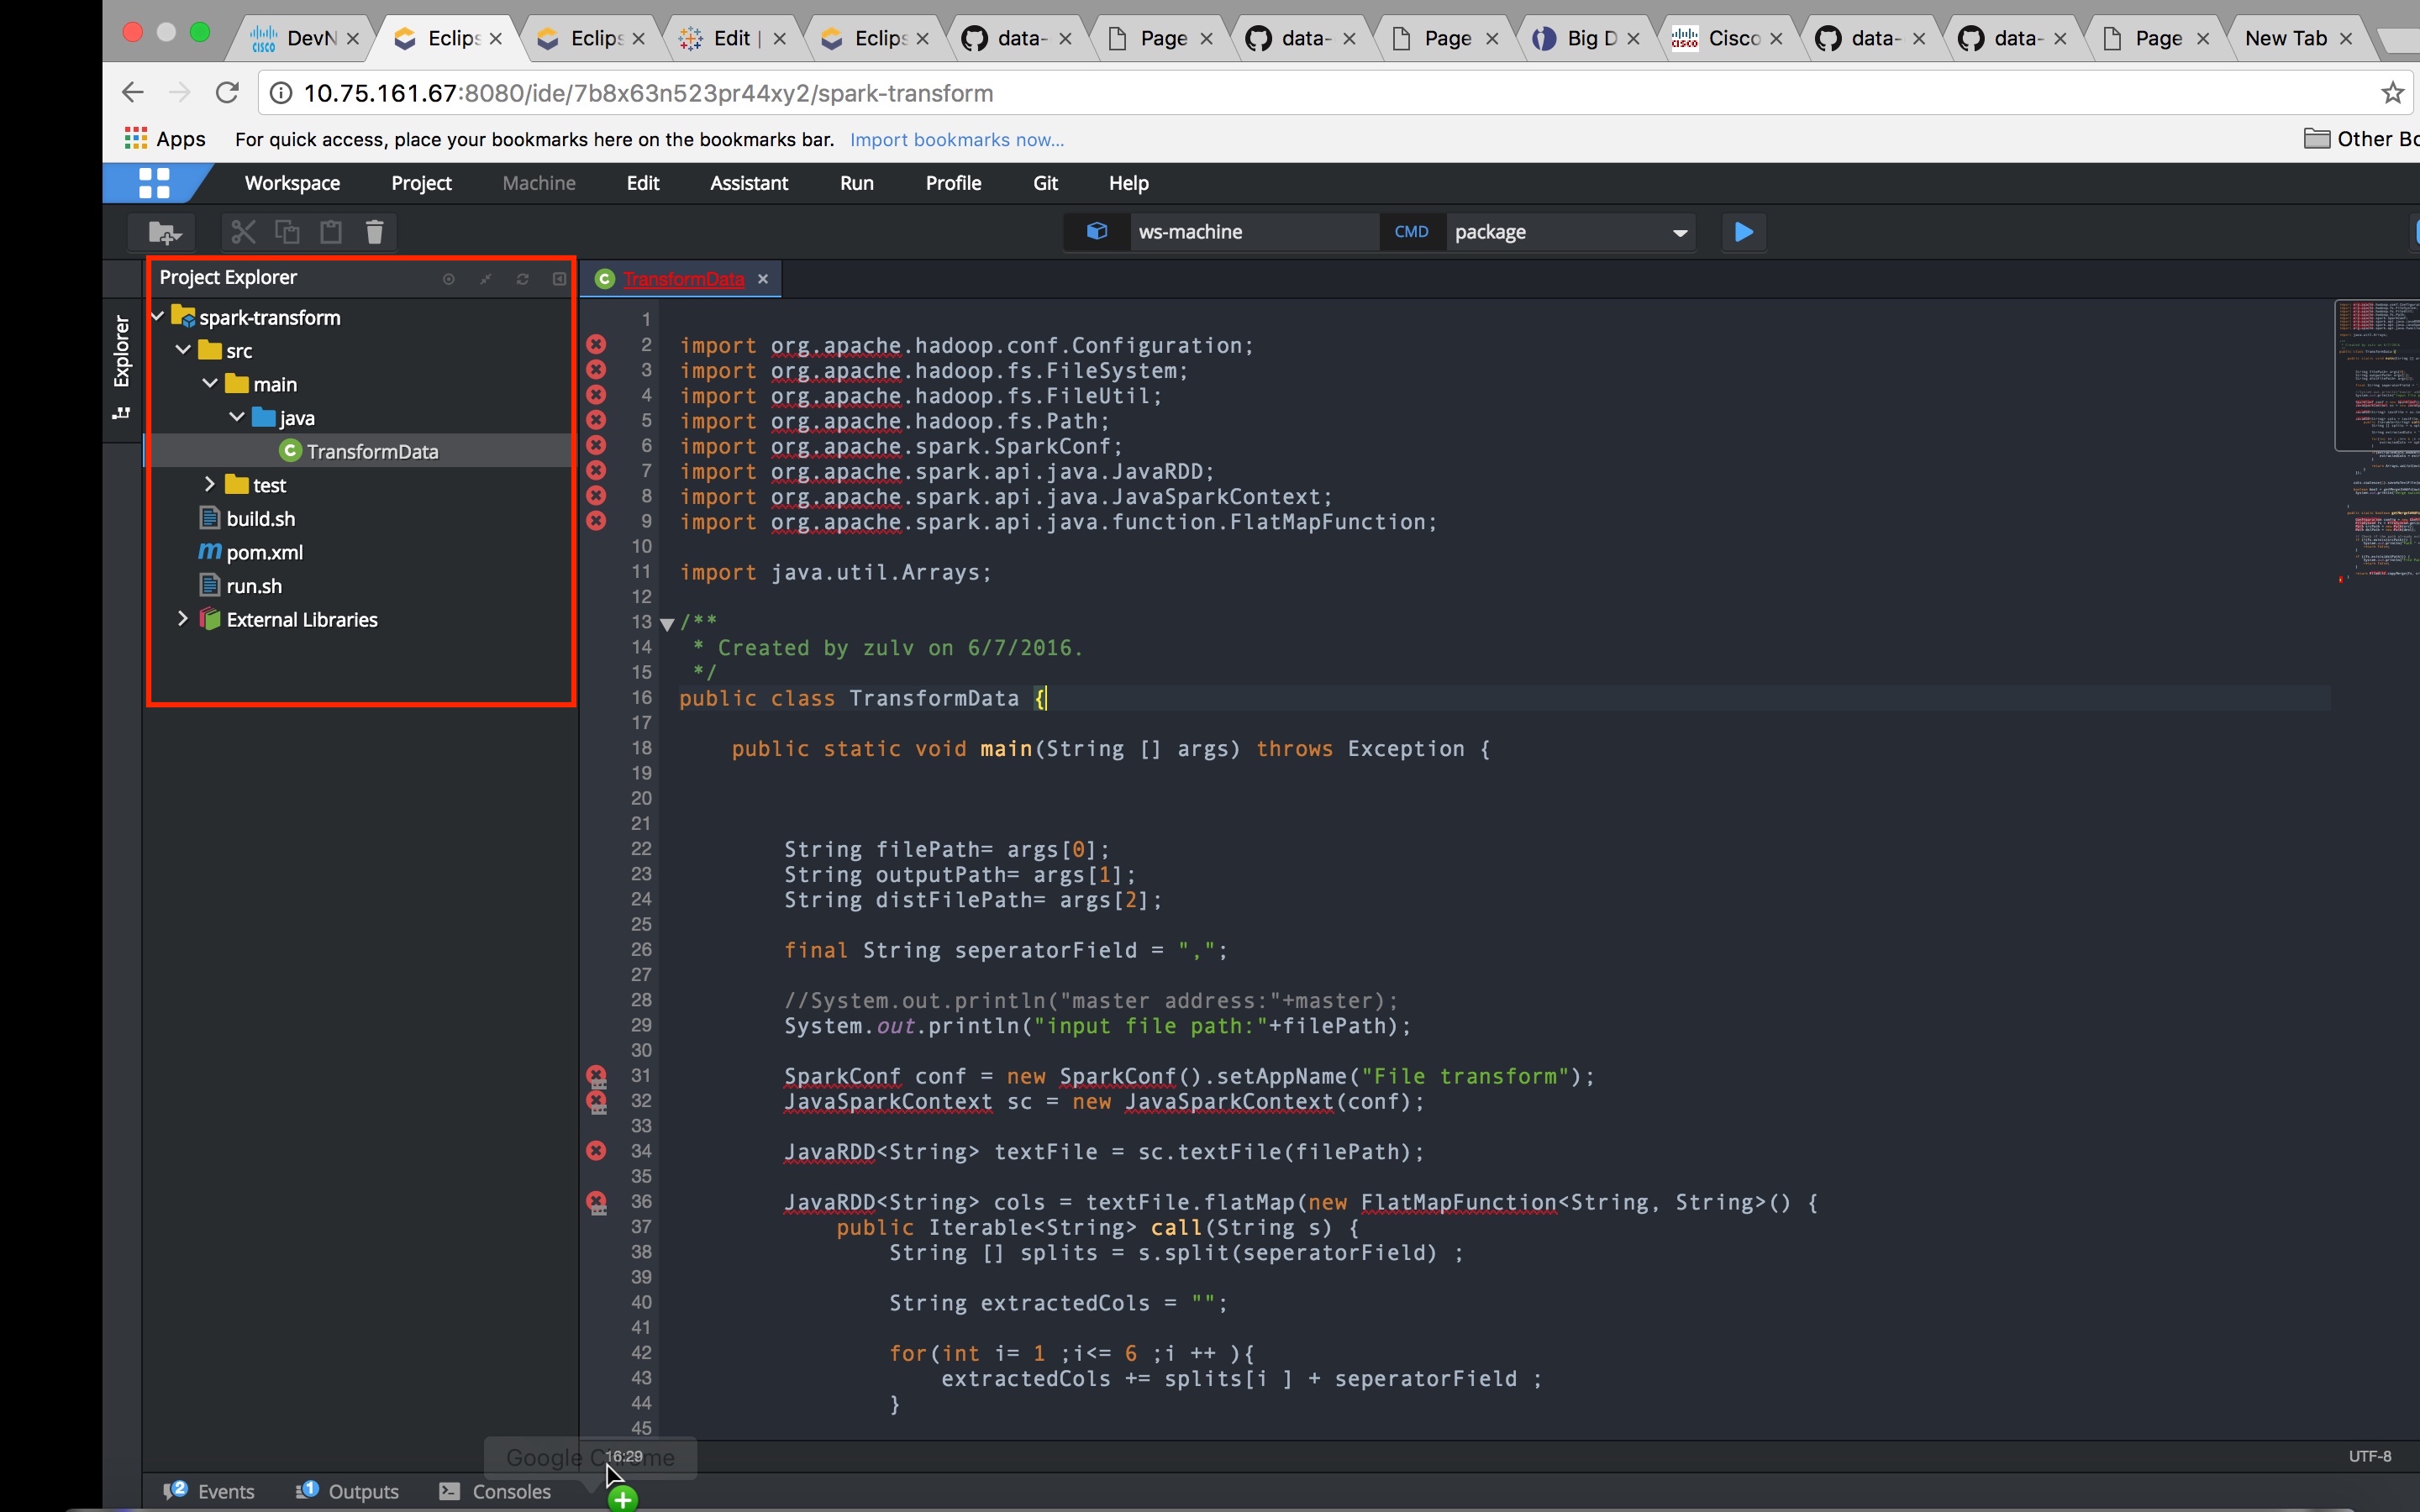 DevN Eclips Eclips Edit | Eclips data- Page data- Page Big D Cisco data- data- Page New Tab
10.75.161.67:8080/ide/7b8x63n523pr44xy2/spark-transform
Apps For quick access, place your bookmarks here on the bookmarks bar. Import bookmarks now... Other Bo
Workspace Project Machine Edit Assistant Run Profile Git Help
ws-machine CMD package
Explorer
Project Explorer
spark-transform
src
main
java
TransformData
test
build.sh
pom.xml
run.sh
External Libraries
TransformData
1
2 import org.apache.hadoop.conf.Configuration;
3 import org.apache.hadoop.fs.FileSystem;
4 import org.apache.hadoop.fs.FileUtil;
5 import org.apache.hadoop.fs.Path;
6 import org.apache.spark.SparkConf;
7 import org.apache.spark.api.java.JavaRDD;
8 import org.apache.spark.api.java.JavaSparkContext;
9 import org.apache.spark.api.java.function.FlatMapFunction;
10
11 import java.util.Arrays;
12
13 /**
14 * Created by zulv on 6/7/2016.
15 */
16 public class TransformData {
17
18 public static void main(String [] args) throws Exception {
19
20
21
22 String filePath= args[0];
23 String outputPath= args[1];
24 String distFilePath= args[2];
25
26 final String seperatorField = ",";
27
28 //System.out.println("master address:"+master);
29 System.out.println("input file path:"+filePath);
30
31 SparkConf conf = new SparkConf().setAppName("File transform");
32 JavaSparkContext sc = new JavaSparkContext(conf);
33
34 JavaRDD<String> textFile = sc.textFile(filePath);
35
36 JavaRDD<String> cols = textFile.flatMap(new FlatMapFunction<String, String>() {
37 public Iterable<String> call(String s) {
38 String [] splits = s.split(seperatorField) ;
39
40 String extractedCols = "";
41
42 for(int i= 1 ;i<= 6 ;i ++ ){
43 extractedCols += splits[i ] + seperatorField ;
44 }
45
Google Chrome
16:29 UTF-8
2 Events 1 Outputs Consoles